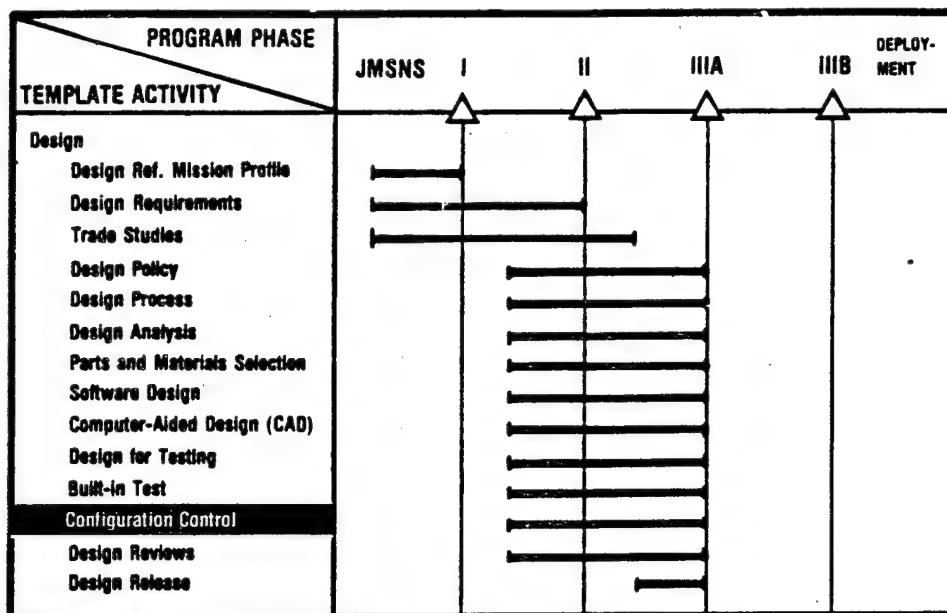 PROGRAM PHASE
TEMPLATE ACTIVITY
JMSNS I II IIIA IIIB DEPLOY-
MENT
Design
Design Ref. Mission Profile
Design Requirements
Trade Studies
Design Policy
Design Process
Design Analysis
Parts and Materials Selection
Software Design
Computer-Aided Design (CAD)
Design for Testing
Built-in Test
Configuration Control
Design Reviews
Design Release